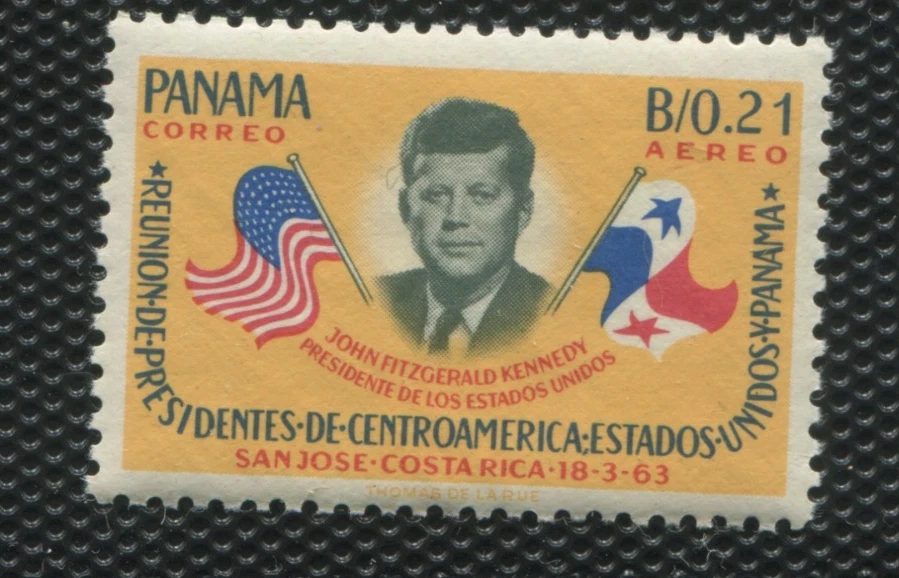 PANAMA
CORREO
B/0.21
AEREO
★REUNION·DE·PRESIDENTES·DE·CENTROAMERICA;ESTADOS·UNIDOS·Y·PANAMA★
JOHN FITZGERALD KENNEDY
PRESIDENTE DE LOS ESTADOS UNIDOS
SAN JOSE·COSTA RICA·18-3-63
THOMAS DE LA RUE